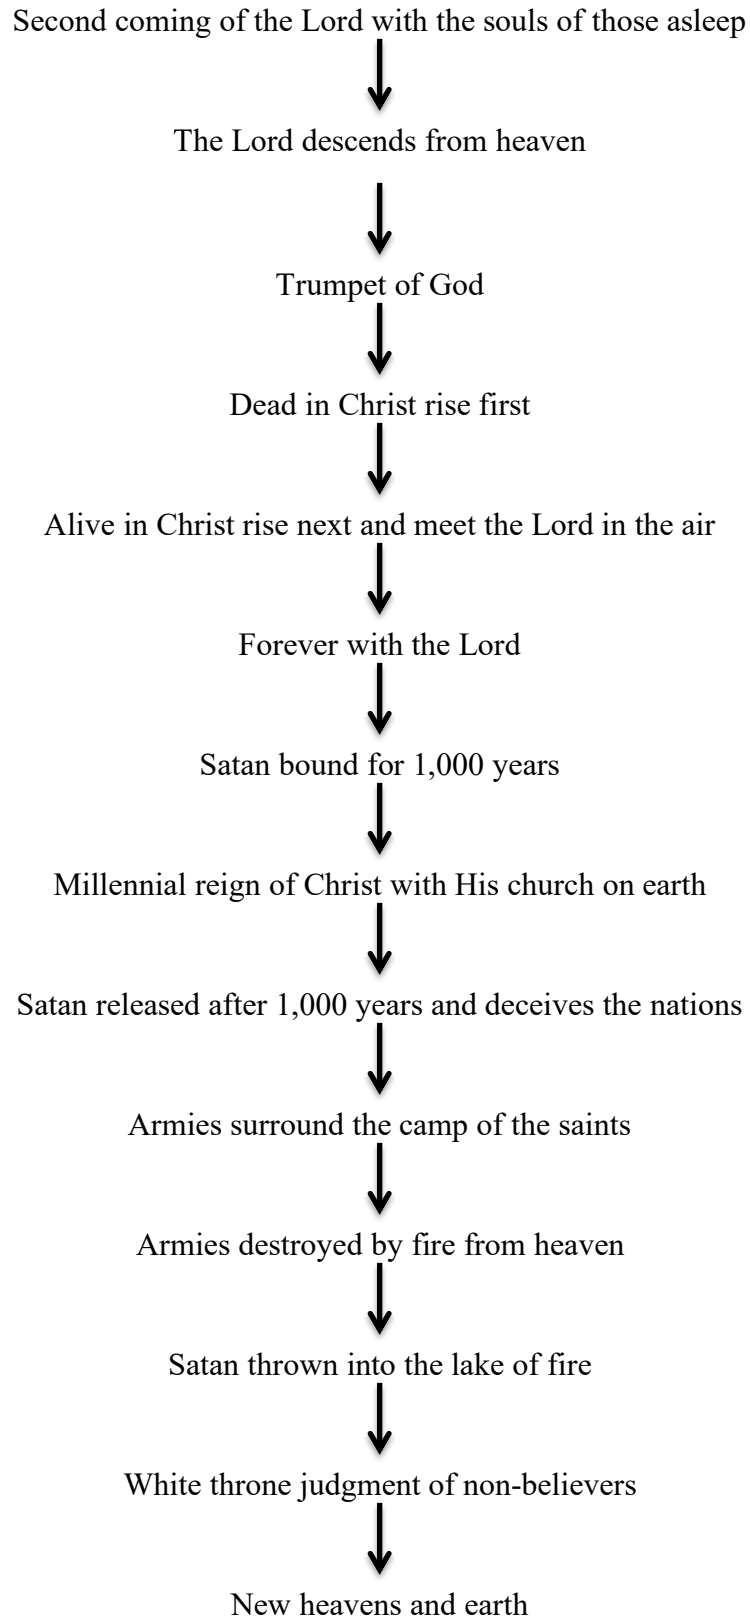 Second coming of the Lord with the souls of those asleep
The Lord descends from heaven
Trumpet of God
Dead in Christ rise first
Alive in Christ rise next and meet the Lord in the air
Forever with the Lord
Satan bound for 1,000 years
Millennial reign of Christ with His church on earth
Satan released after 1,000 years and deceives the nations
Armies surround the camp of the saints
Armies destroyed by fire from heaven
Satan thrown into the lake of fire
White throne judgment of non-believers
New heavens and earth